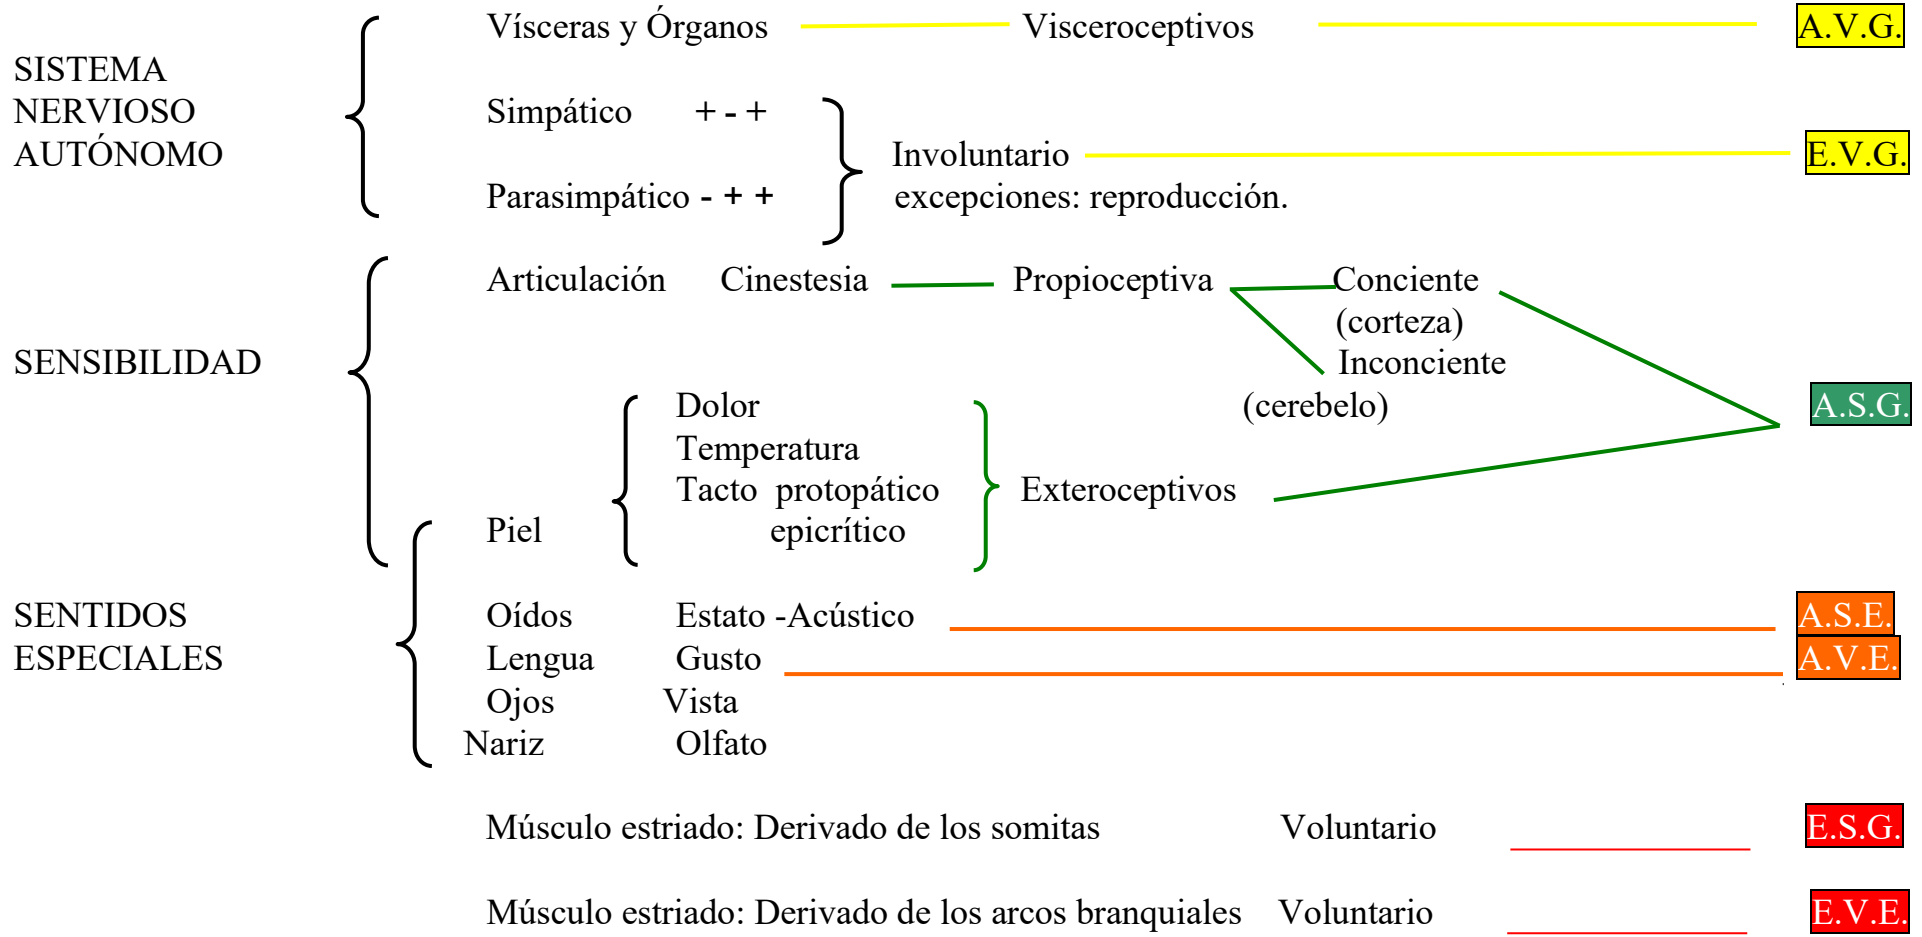 Vísceras y Órganos Visceroceptivos A.V.G.
SISTEMA
NERVIOSO Simpático + - +
AUTÓNOMO Involuntario E.V.G.
Parasimpático - + + excepciones: reproducción.
Articulación Cinestesia Propioceptiva Conciente
(corteza)
SENSIBILIDAD Inconciente
Dolor (cerebelo) A.S.G.
Temperatura
Tacto protopático Exteroceptivos
Piel epicrítico
SENTIDOS Oídos Estato -Acústico A.S.E.
ESPECIALES Lengua Gusto A.V.E.
Ojos Vista
Nariz Olfato
Músculo estriado: Derivado de los somitas Voluntario E.S.G.
Músculo estriado: Derivado de los arcos branquiales Voluntario E.V.E.